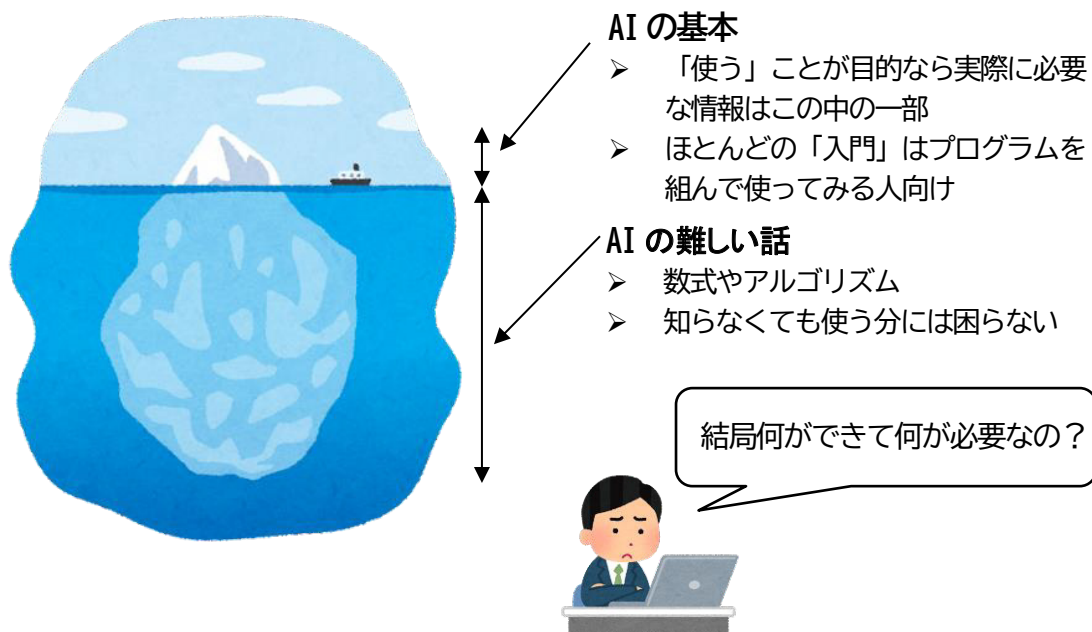 AI の基本
➢ 「使う」ことが目的なら実際に必要
な情報はこの中の一部
➢ ほとんどの「入門」はプログラムを
組んで使ってみる人向け
AI の難しい話
➢ 数式やアルゴリズム
➢ 知らなくても使う分には困らない
結局何ができて何が必要なの？